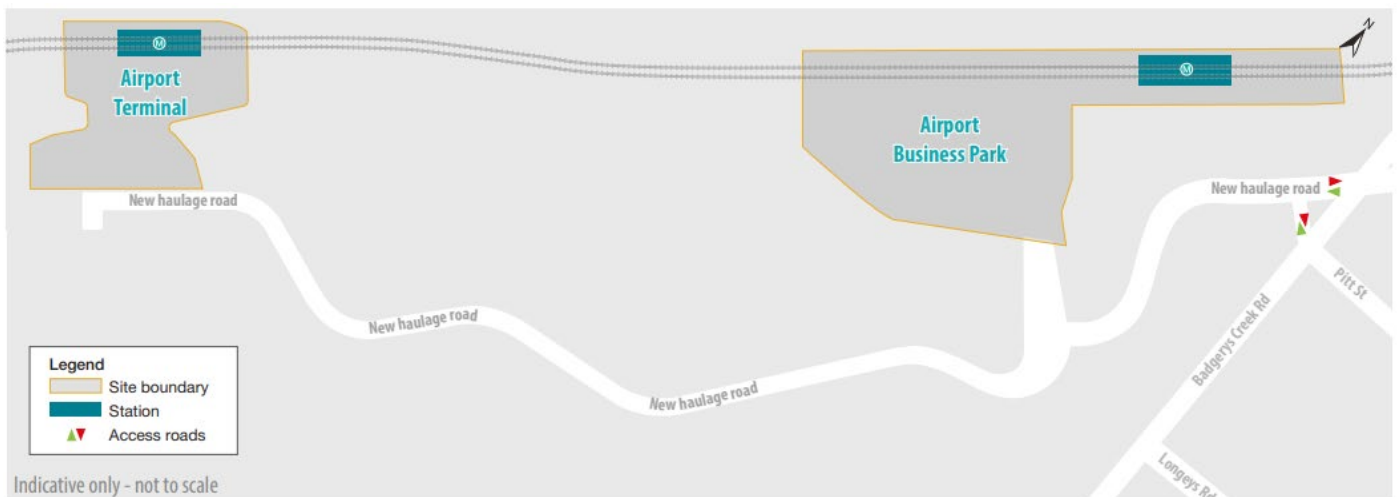 N
M
M
Airport
Terminal
Airport
Business Park
New haulage road
New haulage road
New haulage road
New haulage road
Pitt St
Badgerys Creek Rd
Longeys Rd
Legend
Site boundary
Station
Access roads
Indicative only - not to scale